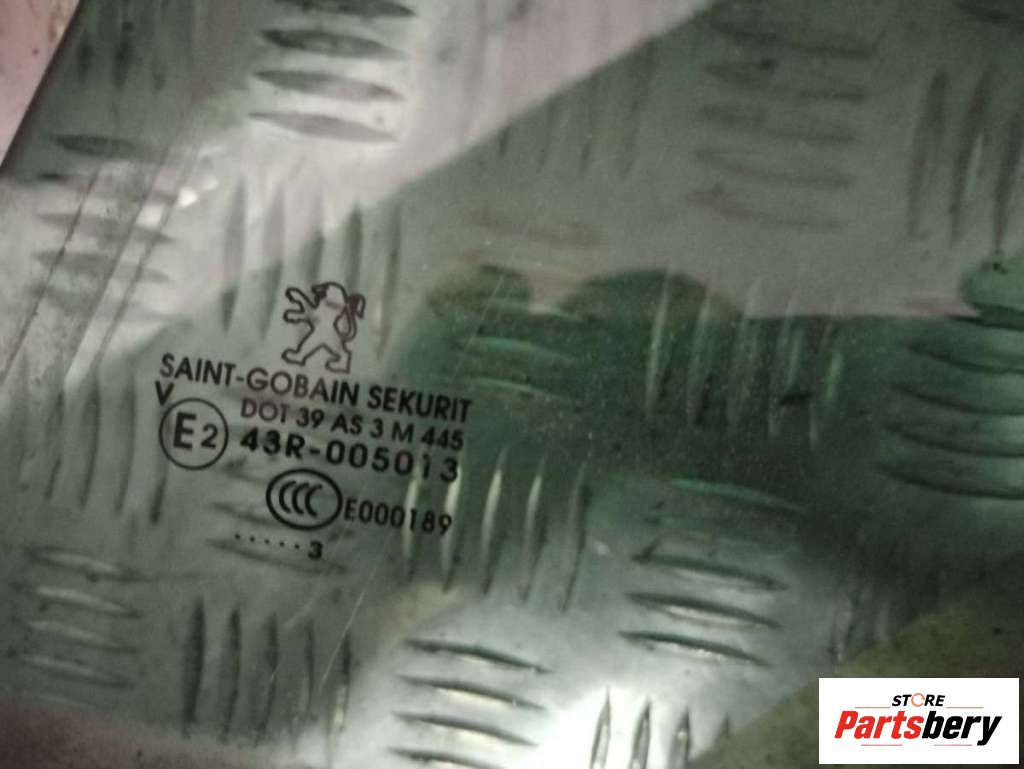 SAINT-GOBAIN SEKURIT
V
DOT 39 AS 3 M 445
E2
43R-005013
CCC E000189
.....3
STORE
Partsbery